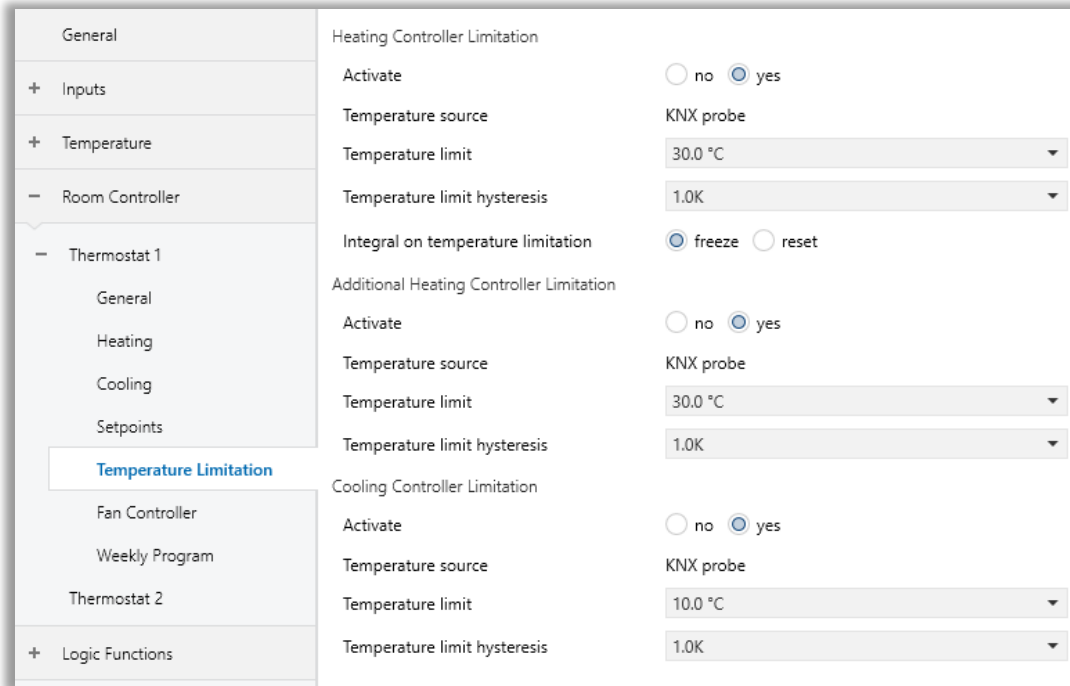 General
+ Inputs
+ Temperature
− Room Controller
− Thermostat 1
General
Heating
Cooling
Setpoints
Temperature Limitation
Fan Controller
Weekly Program
Thermostat 2
+ Logic Functions
Heating Controller Limitation
Activate no yes
Temperature source KNX probe
Temperature limit 30.0 °C
Temperature limit hysteresis 1.0K
Integral on temperature limitation freeze reset
Additional Heating Controller Limitation
Activate no yes
Temperature source KNX probe
Temperature limit 30.0 °C
Temperature limit hysteresis 1.0K
Cooling Controller Limitation
Activate no yes
Temperature source KNX probe
Temperature limit 10.0 °C
Temperature limit hysteresis 1.0K